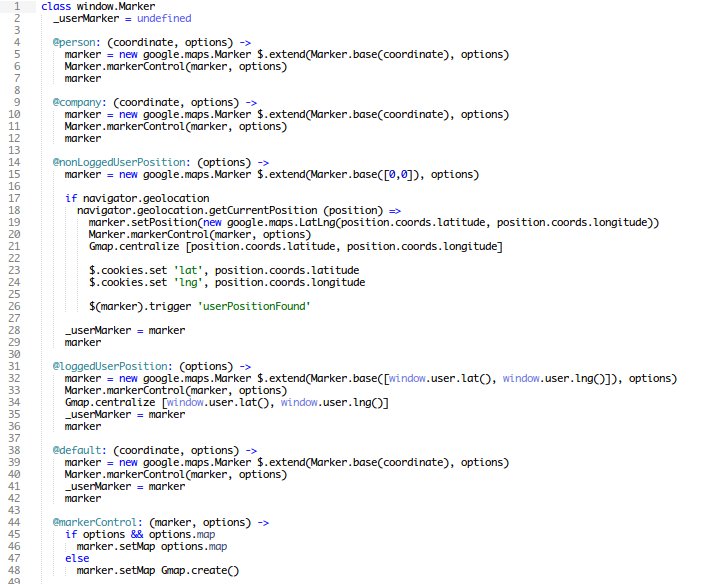 1 class window.Marker
2 _userMarker = undefined
3
4 @person: (coordinate, options) ->
5 marker = new google.maps.Marker $.extend(Marker.base(coordinate), options)
6 Marker.markerControl(marker, options)
7 marker
8
9 @company: (coordinate, options) ->
10 marker = new google.maps.Marker $.extend(Marker.base(coordinate), options)
11 Marker.markerControl(marker, options)
12 marker
13
14 @nonLoggedUserPosition: (options) ->
15 marker = new google.maps.Marker $.extend(Marker.base([0,0]), options)
16
17 if navigator.geolocation
18 navigator.geolocation.getCurrentPosition (position) =>
19 marker.setPosition(new google.maps.LatLng(position.coords.latitude, position.coords.longitude))
20 Marker.markerControl(marker, options)
21 Gmap.centralize [position.coords.latitude, position.coords.longitude]
22
23 $.cookies.set 'lat', position.coords.latitude
24 $.cookies.set 'lng', position.coords.longitude
25
26 $(marker).trigger 'userPositionFound'
27
28 _userMarker = marker
29 marker
30
31 @loggedUserPosition: (options) ->
32 marker = new google.maps.Marker $.extend(Marker.base([window.user.lat(), window.user.lng()]), options)
33 Marker.markerControl(marker, options)
34 Gmap.centralize [window.user.lat(), window.user.lng()]
35 _userMarker = marker
36 marker
37
38 @default: (coordinate, options) ->
39 marker = new google.maps.Marker $.extend(Marker.base(coordinate), options)
40 Marker.markerControl(marker, options)
41 _userMarker = marker
42 marker
43
44 @markerControl: (marker, options) ->
45 if options && options.map
46 marker.setMap options.map
47 else
48 marker.setMap Gmap.create()
49